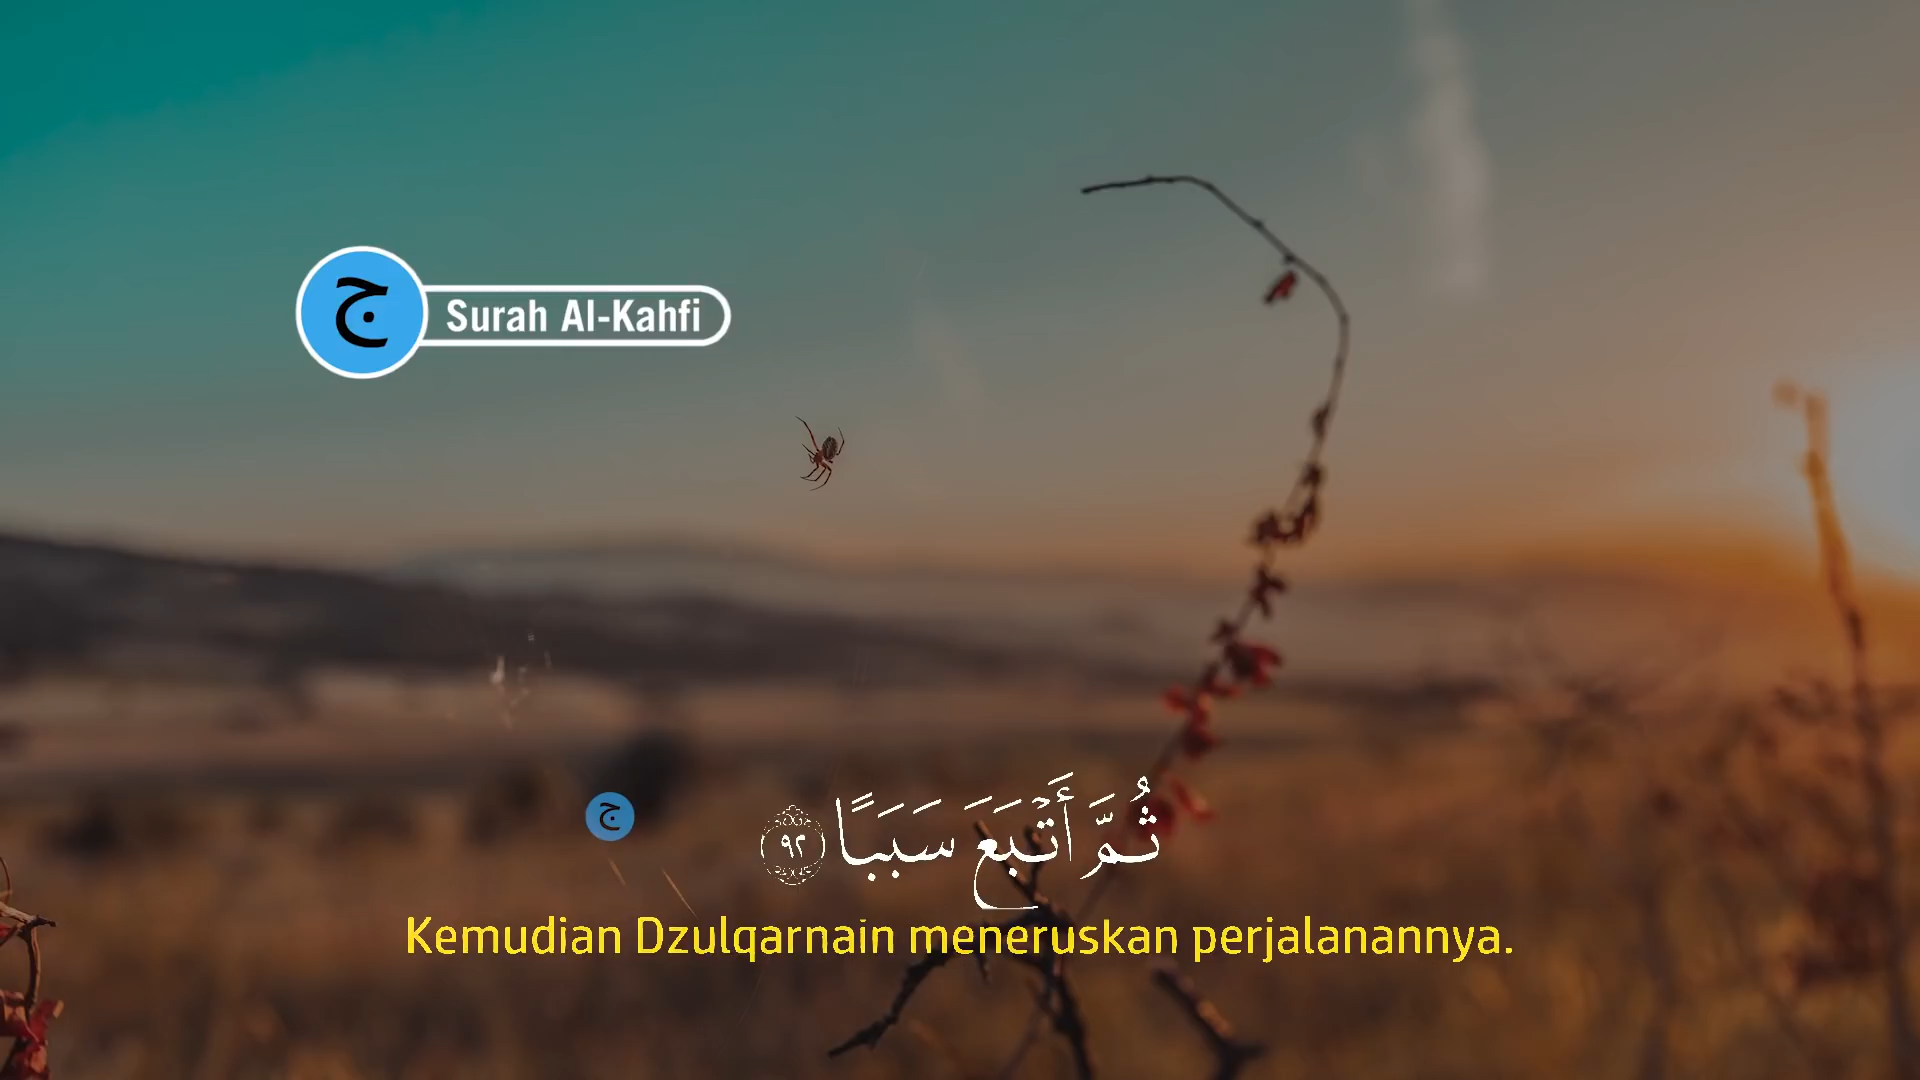 ج
Surah Al-Kahfi
ج
ثُمَّ أَتْبَعَ سَبَبًا ٩٢
Kemudian Dzulqarnain meneruskan perjalanannya.